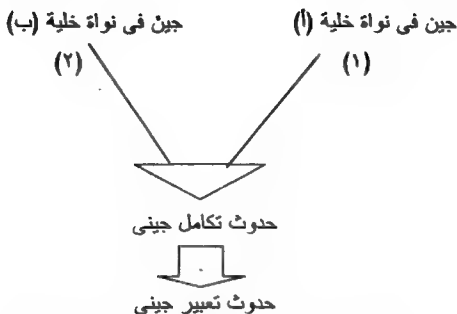 جين فى نواة خلية (أ) جين فى نواة خلية (ب)
(١) (٢)
حدوث تكامل جينى
حدوث تعبير جينى